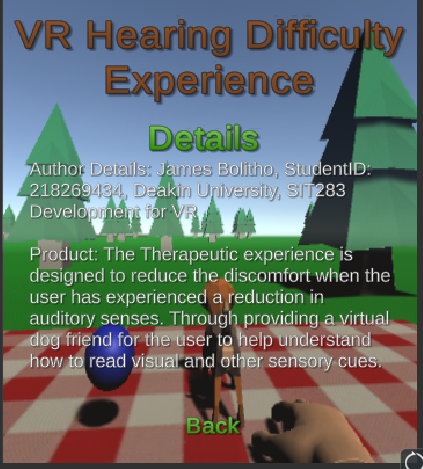 VR Hearing Difficulty
Experience
Details
Author Details: James Bolitho, StudentID:
218269434, Deakin University, SIT283
Development for VR
Product: The Therapeutic experience is
designed to reduce the discomfort when the
user has experienced a reduction in
auditory senses. Through providing a virtual
dog friend for the user to help understand
how to read visual and other sensory cues.
Back